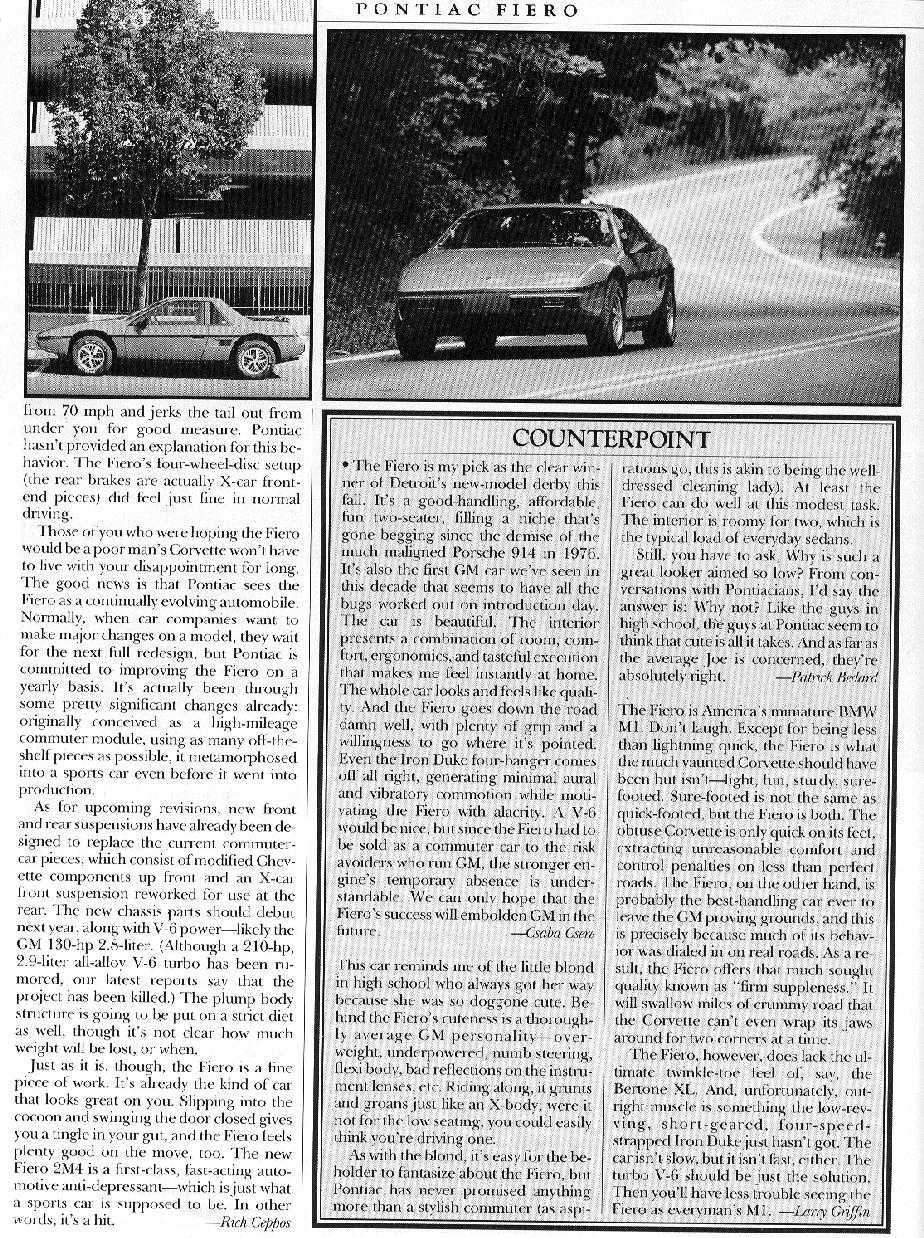 PONTIAC FIERO
from 70 mph and jerks the tail out from
under you for good measure. Pontiac
hasn't provided an explanation for this be-
havior. The Fiero's four-wheel-disc setup
(the rear brakes are actually X-car front-
end pieces) did feel just fine in normal
driving.
Those of you who were hoping the Fiero
would be a poor man's Corvette won't have
to live with your disappointment for long.
The good news is that Pontiac sees the
Fiero as a continually evolving automobile.
Normally, when car companies want to
make major changes on a model, they wait
for the next full redesign, but Pontiac is
committed to improving the Fiero on a
yearly basis. It's actually been through
some pretty significant changes already:
originally conceived as a high-mileage
commuter module, using as many off-the-
shelf pieces as possible, it metamorphosed
into a sports car even before it went into
production.
As for upcoming revisions, new front
and rear suspensions have already been de-
signed to replace the current commuter-
car pieces, which consist of modified Chev-
ette components up front and an X-car
front suspension reworked for use at the
rear. The new chassis parts should debut
next year, along with V-6 power—likely the
GM 130-hp 2.8-liter. (Although a 210-hp,
2.9-liter all-alloy V-6 turbo has been ru-
mored, our latest reports say that the
project has been killed.) The plump body
structure is going to be put on a strict diet
as well, though it's not clear how much
weight will be lost, or when.
Just as it is, though, the Fiero is a fine
piece of work. It's already the kind of car
that looks great on you. Slipping into the
cocoon and swinging the door closed gives
you a tingle in your gut, and the Fiero feels
plenty good on the move, too. The new
Fiero 2M4 is a first-class, fast-acting auto-
motive anti-depressant—which is just what
a sports car is supposed to be. In other
words, it's a hit. —Rich Ceppos
COUNTERPOINT
• The Fiero is my pick as the clear win-
ner of Detroit's new-model derby this
fall. It's a good-handling, affordable,
fun two-seater, filling a niche that's
gone begging since the demise of the
much maligned Porsche 914 in 1976.
It's also the first GM car we've seen in
this decade that seems to have all the
bugs worked out on introduction day.
The car is beautiful. The interior
presents a combination of room, com-
fort, ergonomics, and tasteful execution
that makes me feel instantly at home.
The whole car looks and feels like quali-
ty. And the Fiero goes down the road
damn well, with plenty of grip and a
willingness to go where it's pointed.
Even the Iron Duke four-banger comes
off all right, generating minimal aural
and vibratory commotion while moti-
vating the Fiero with alacrity. A V-6
would be nice, but since the Fiero had to
be sold as a commuter car to the risk
avoiders who run GM, the stronger en-
gine's temporary absence is under-
standable. We can only hope that the
Fiero's success will embolden GM in the
future. —Csaba Csere
This car reminds me of the little blond
in high school who always got her way
because she was so doggone cute. Be-
hind the Fiero's cuteness is a thorough-
ly average GM personality—over-
weight, underpowered, numb steering,
flexi body, bad reflections on the instru-
ment lenses, etc. Riding along, it grunts
and groans just like an X-body; were it
not for the low seating, you could easily
think you're driving one.
As with the blond, it's easy for the be-
holder to fantasize about the Fiero, but
Pontiac has never promised anything
more than a stylish commuter (as aspi-
rations go, this is akin to being the well-
dressed cleaning lady). At least the
Fiero can do well at this modest task.
The interior is roomy for two, which is
the typical load of everyday sedans.
Still, you have to ask, Why is such a
great looker aimed so low? From con-
versations with Pontiacians, I'd say the
answer is: Why not? Like the guys in
high school, the guys at Pontiac seem to
think that cute is all it takes. And as far as
the average Joe is concerned, they're
absolutely right. —Patrick Bedard
The Fiero is America's miniature BMW
M1. Don't laugh. Except for being less
than lightning quick, the Fiero is what
the much vaunted Corvette should have
been but isn't—light, fun, sturdy, sure-
footed. Sure-footed is not the same as
quick-footed, but the Fiero is both. The
obtuse Corvette is only quick on its feet,
extracting unreasonable comfort and
control penalties on less than perfect
roads. The Fiero, on the other hand, is
probably the best-handling car ever to
leave the GM proving grounds, and this
is precisely because much of its behav-
ior was dialed in on real roads. As a re-
sult, the Fiero offers that much sought
quality known as "firm suppleness." It
will swallow miles of crummy road that
the Corvette can't even wrap its jaws
around for two corners at a time.
The Fiero, however, does lack the ul-
timate twinkle-toe feel of, say, the
Bertone X1/9. And, unfortunately, out-
right muscle is something the low-rev-
ving, short-geared, four-speed-
strapped Iron Duke just hasn't got. The
car isn't slow, but it isn't fast, either. The
turbo V-6 should be just the solution.
Then you'll have less trouble seeing the
Fiero as everyman's M1. —Larry Griffin